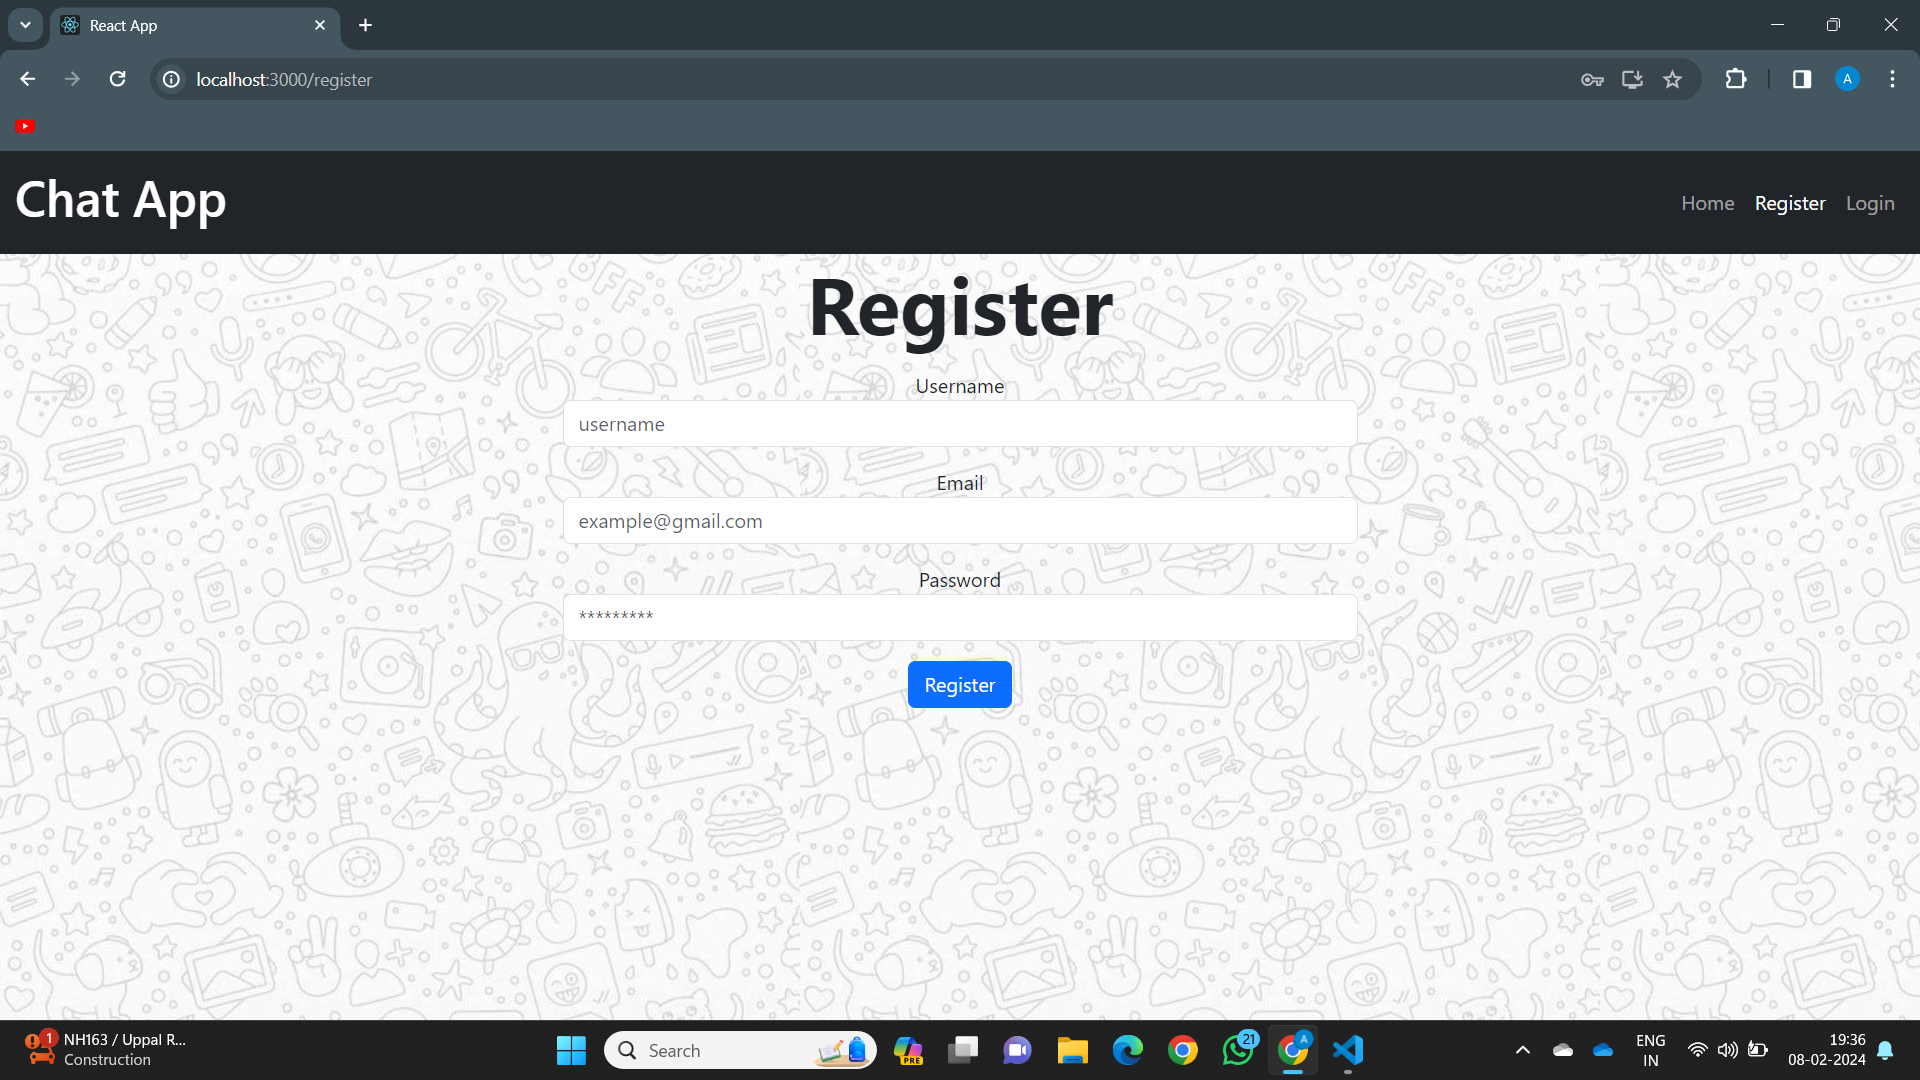 React App
localhost:3000/register
A
Chat App
Home Register Login
Register
Username
username
Email
example@gmail.com
Password
*********
Register
1
NH163 / Uppal R...
Construction
Search
PRE
21
A
ENG
IN
19:36
08-02-2024